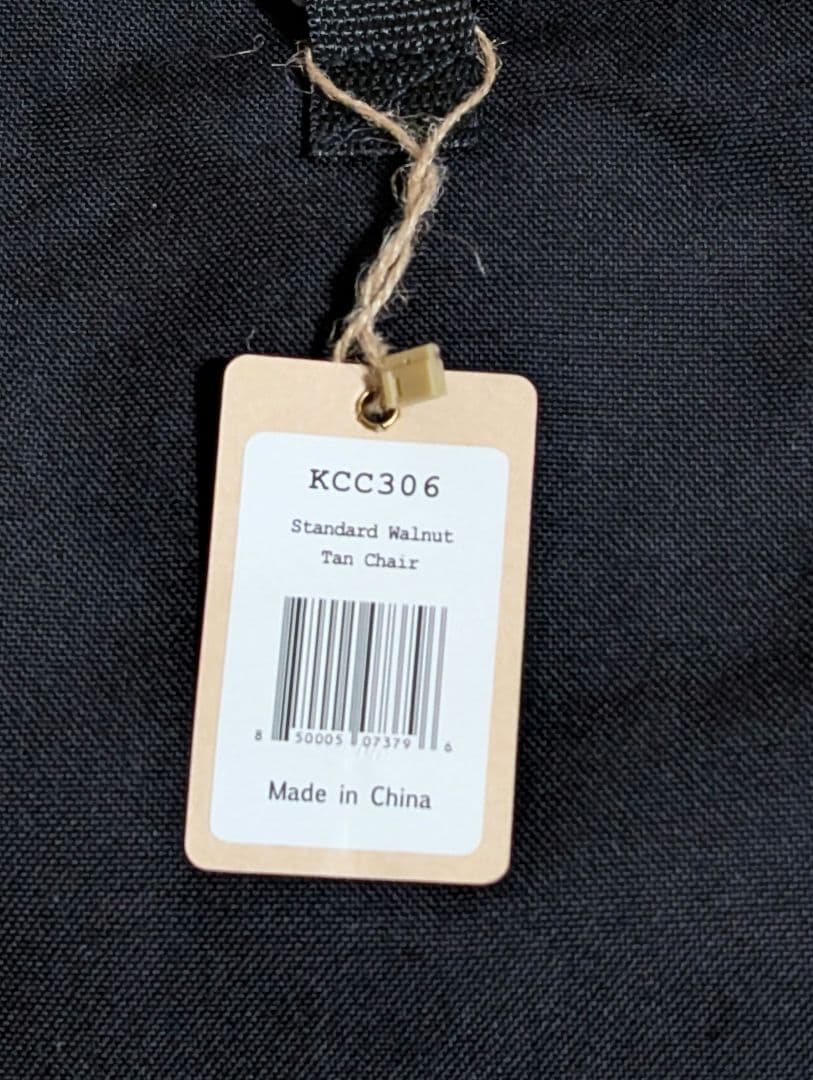 KCC306
Standard Walnut
Tan Chair
8 50005 07379 6
Made in China